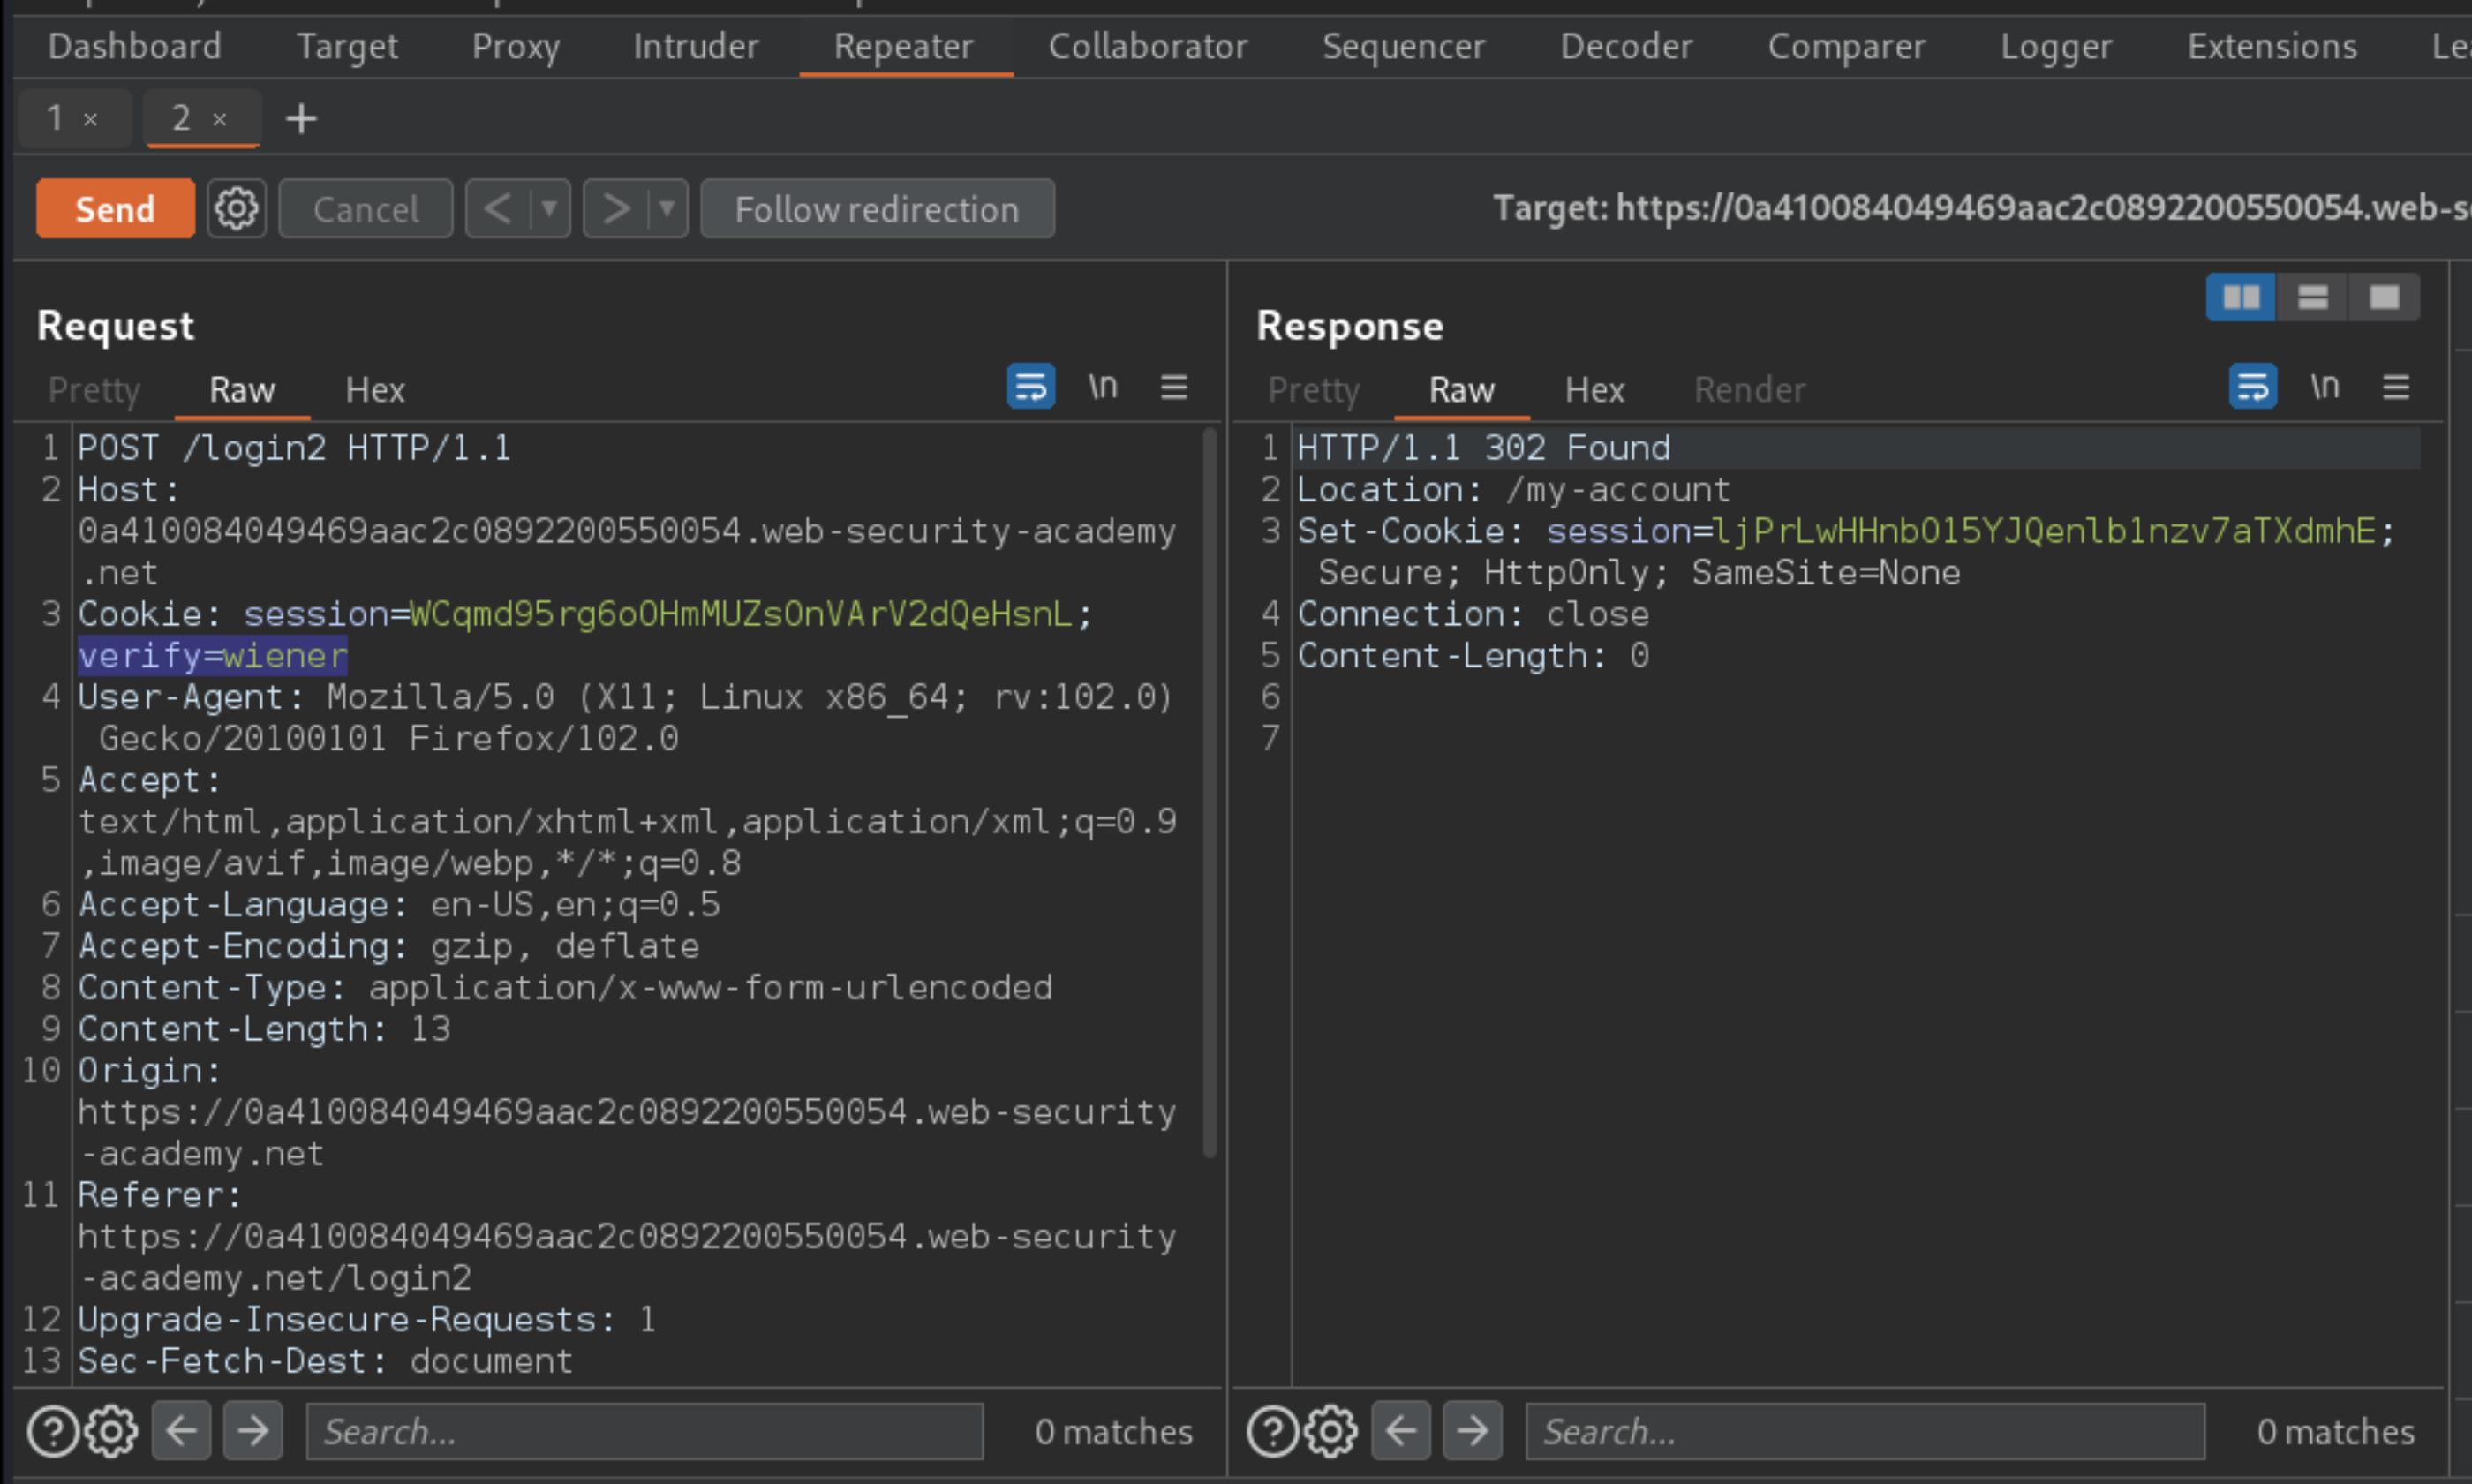 Dashboard Target Proxy Intruder Repeater Collaborator Sequencer Decoder Comparer Logger Extensions
1 × 2 × +
Send Cancel < > Follow redirection Target: https://0a410084049469aac2c0892200550054.web-s
Request
Pretty Raw Hex \n
1 POST /login2 HTTP/1.1
2 Host:
0a410084049469aac2c0892200550054.web-security-academy
.net
3 Cookie: session=WCqmd95rg6oOHmMUZsOnVArV2dQeHsnL;
verify=wiener
4 User-Agent: Mozilla/5.0 (X11; Linux x86_64; rv:102.0)
Gecko/20100101 Firefox/102.0
5 Accept:
text/html,application/xhtml+xml,application/xml;q=0.9
,image/avif,image/webp,*/*;q=0.8
6 Accept-Language: en-US,en;q=0.5
7 Accept-Encoding: gzip, deflate
8 Content-Type: application/x-www-form-urlencoded
9 Content-Length: 13
10 Origin:
https://0a410084049469aac2c0892200550054.web-security
-academy.net
11 Referer:
https://0a410084049469aac2c0892200550054.web-security
-academy.net/login2
12 Upgrade-Insecure-Requests: 1
13 Sec-Fetch-Dest: document
Search... 0 matches
Response
Pretty Raw Hex Render \n
1 HTTP/1.1 302 Found
2 Location: /my-account
3 Set-Cookie: session=ljPrLwHHnbO15YJQenlb1nzv7aTXdmhE;
Secure; HttpOnly; SameSite=None
4 Connection: close
5 Content-Length: 0
6
7
Search... 0 matches